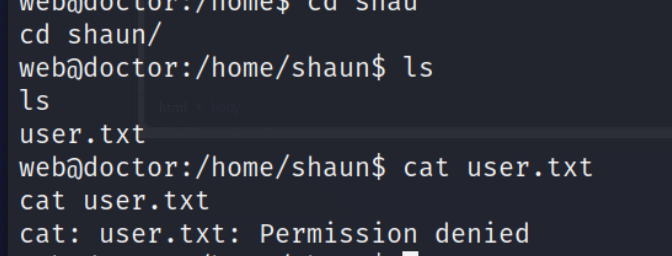 web@doctor:/home$ cd shau
cd shaun/
web@doctor:/home/shaun$ ls
ls
user.txt
web@doctor:/home/shaun$ cat user.txt
cat user.txt
cat: user.txt: Permission denied